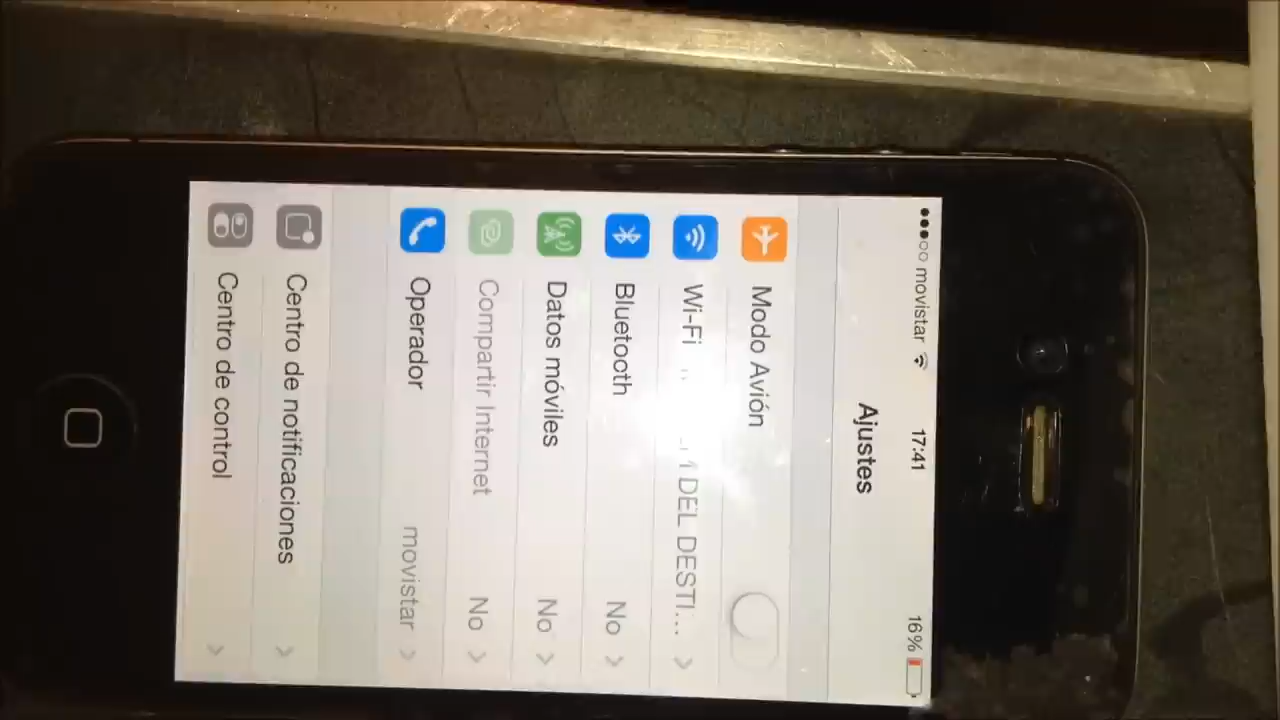 movistar 17:41 16%
Ajustes
Modo Avión
Wi-Fi DEL DESTI...
Bluetooth No
Datos móviles No
Compartir Internet No
Operador movistar
Centro de notificaciones
Centro de control